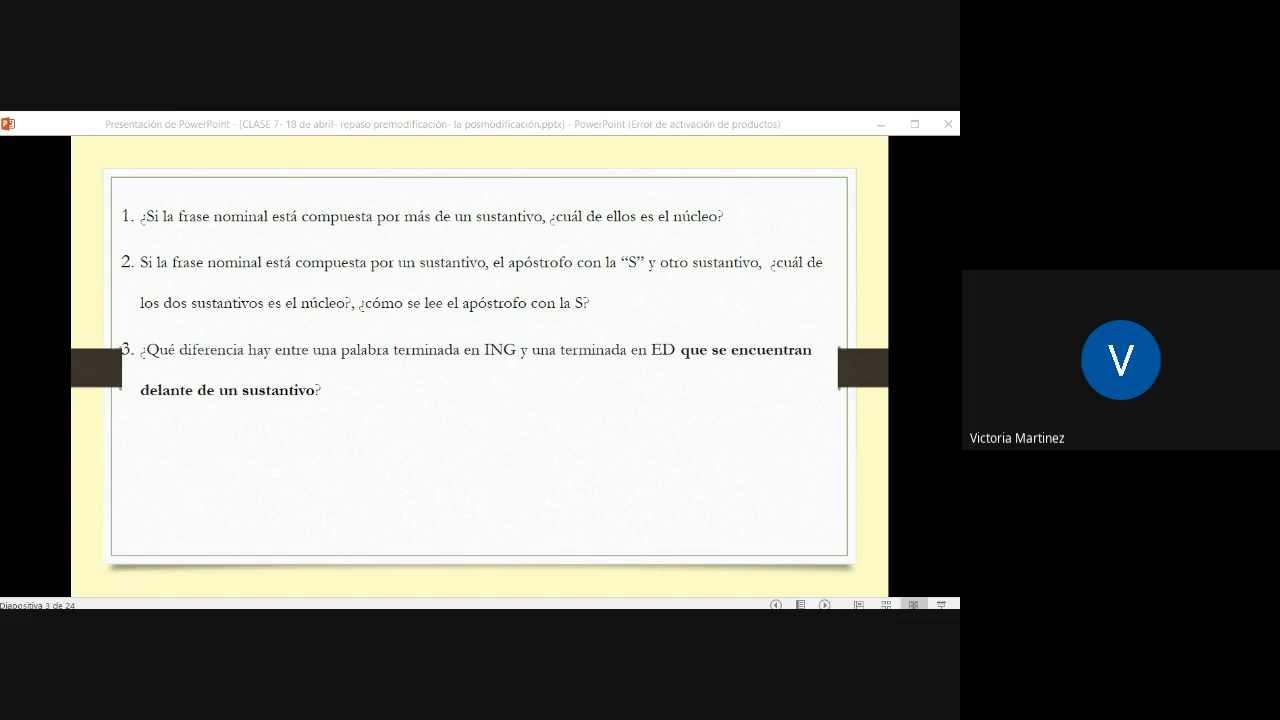 Presentación de PowerPoint - [CLASE 7- 18 de abril- repaso premodificación- la posmodificación.pptx] - PowerPoint (Error de activación de productos)
1. ¿Si la frase nominal está compuesta por más de un sustantivo, ¿cuál de ellos es el núcleo?
2. Si la frase nominal está compuesta por un sustantivo, el apóstrofo con la “S” y otro sustantivo, ¿cuál de
los dos sustantivos es el núcleo?, ¿cómo se lee el apóstrofo con la S?
3. ¿Qué diferencia hay entre una palabra terminada en ING y una terminada en ED que se encuentran
delante de un sustantivo?
V
Victoria Martinez
Diapositiva 3 de 24